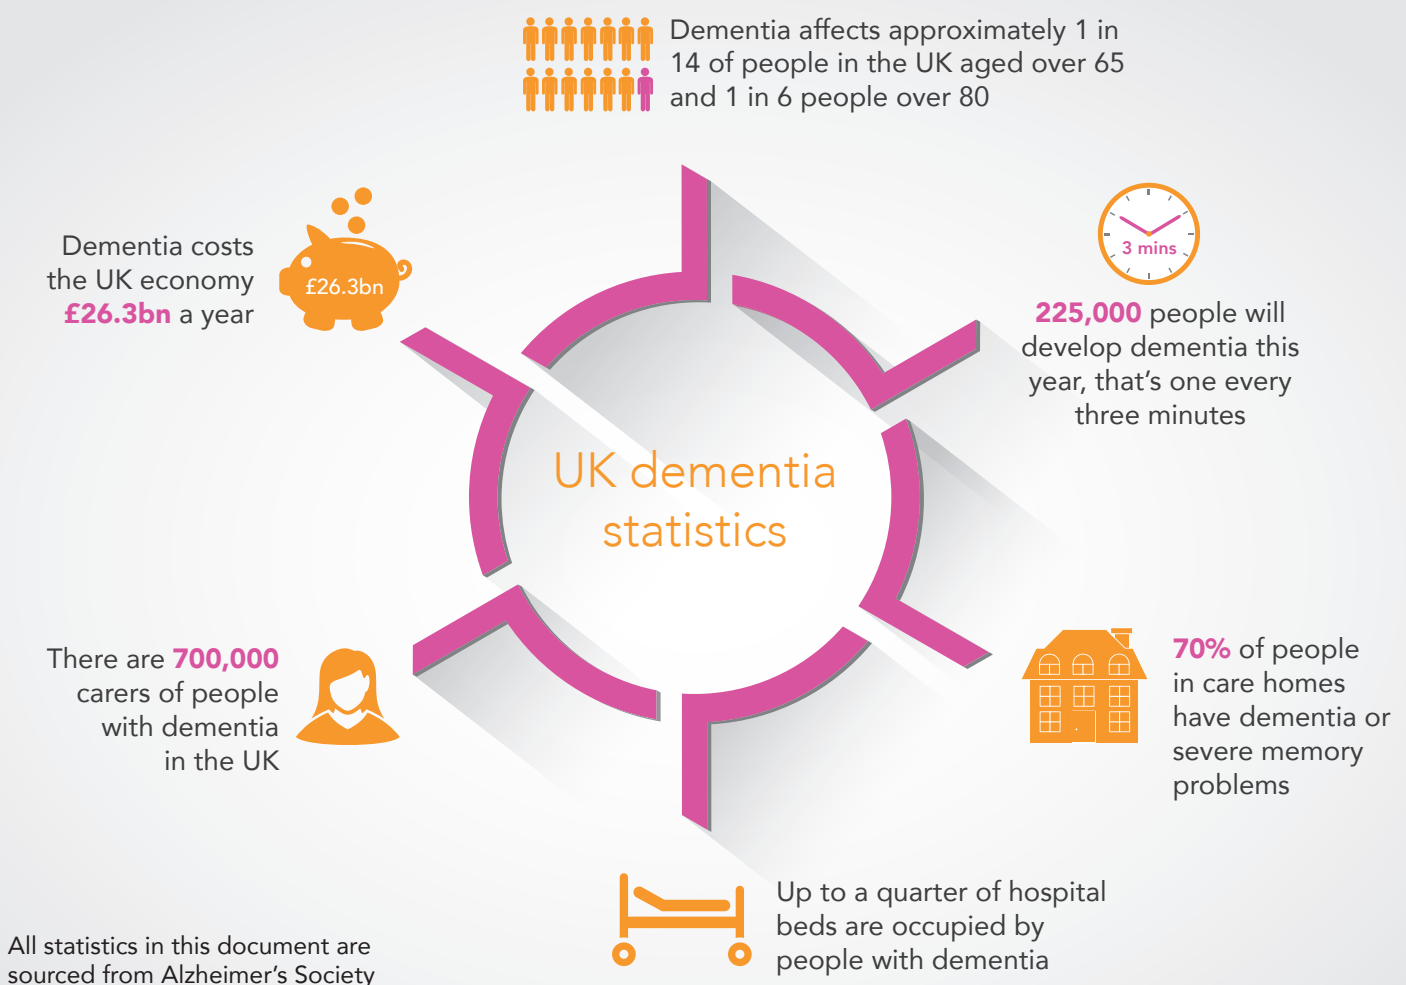 Dementia affects approximately 1 in
14 of people in the UK aged over 65
and 1 in 6 people over 80
Dementia costs
the UK economy
£26.3bn a year
£26.3bn
3 mins
225,000 people will
develop dementia this
year, that's one every
three minutes
UK dementia
statistics
There are 700,000
carers of people
with dementia
in the UK
70% of people
in care homes
have dementia or
severe memory
problems
Up to a quarter of hospital
beds are occupied by
people with dementia
All statistics in this document are
sourced from Alzheimer's Society